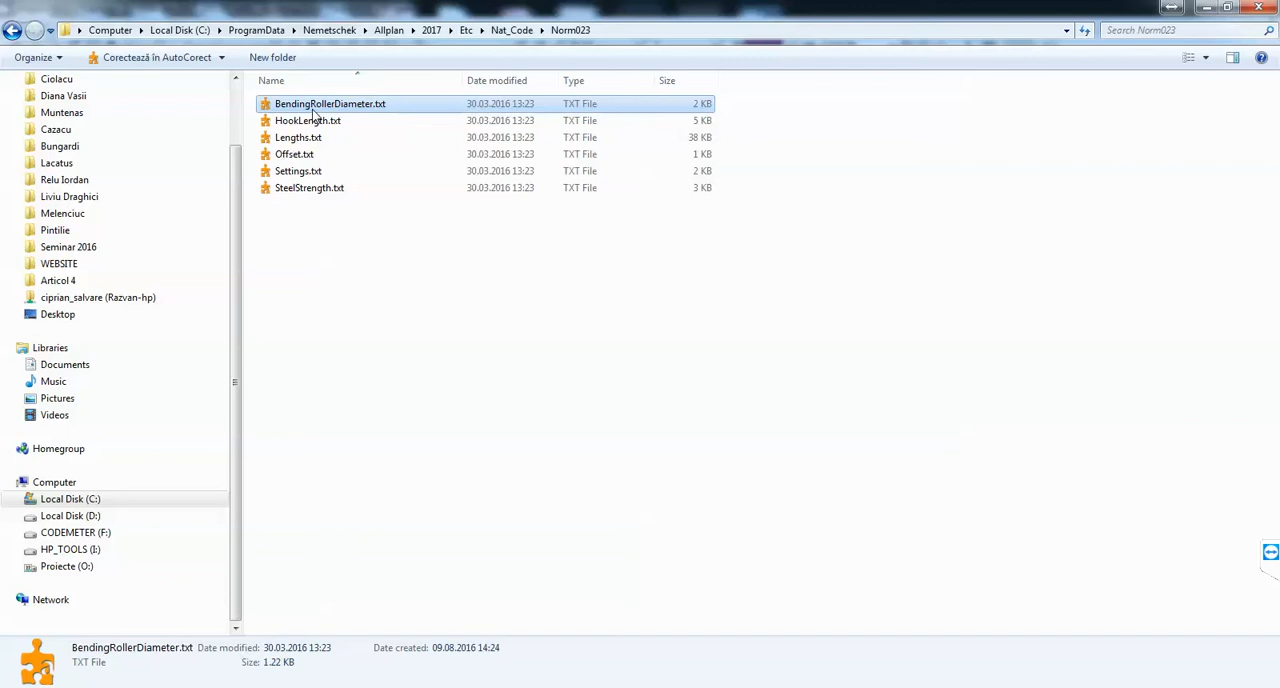 Computer Local Disk (C:) ProgramData Nemetschek Allplan 2017 Etc Nat_Code Norm023 Search Norm023
Organize Corectează în AutoCorect New folder
Name Date modified Type Size
Ciolacu
Diana Vasii
Muntenas
Cazacu
Bungardi
Lacatus
Relu Iordan
Liviu Draghici
Melenciuc
Pintilie
Seminar 2016
WEBSITE
Articol 4
ciprian_salvare (Razvan-hp)
Desktop
Libraries
Documents
Music
Pictures
Videos
Homegroup
Computer
Local Disk (C:)
Local Disk (D:)
CODEMETER (F:)
HP_TOOLS (I:)
Proiecte (O:)
Network
BendingRollerDiameter.txt 30.03.2016 13:23 TXT File 2 KB
HookLength.txt 30.03.2016 13:23 TXT File 5 KB
Lengths.txt 30.03.2016 13:23 TXT File 38 KB
Offset.txt 30.03.2016 13:23 TXT File 1 KB
Settings.txt 30.03.2016 13:23 TXT File 2 KB
SteelStrength.txt 30.03.2016 13:23 TXT File 3 KB
BendingRollerDiameter.txt Date modified: 30.03.2016 13:23 Date created: 09.08.2016 14:24
TXT File Size: 1.22 KB